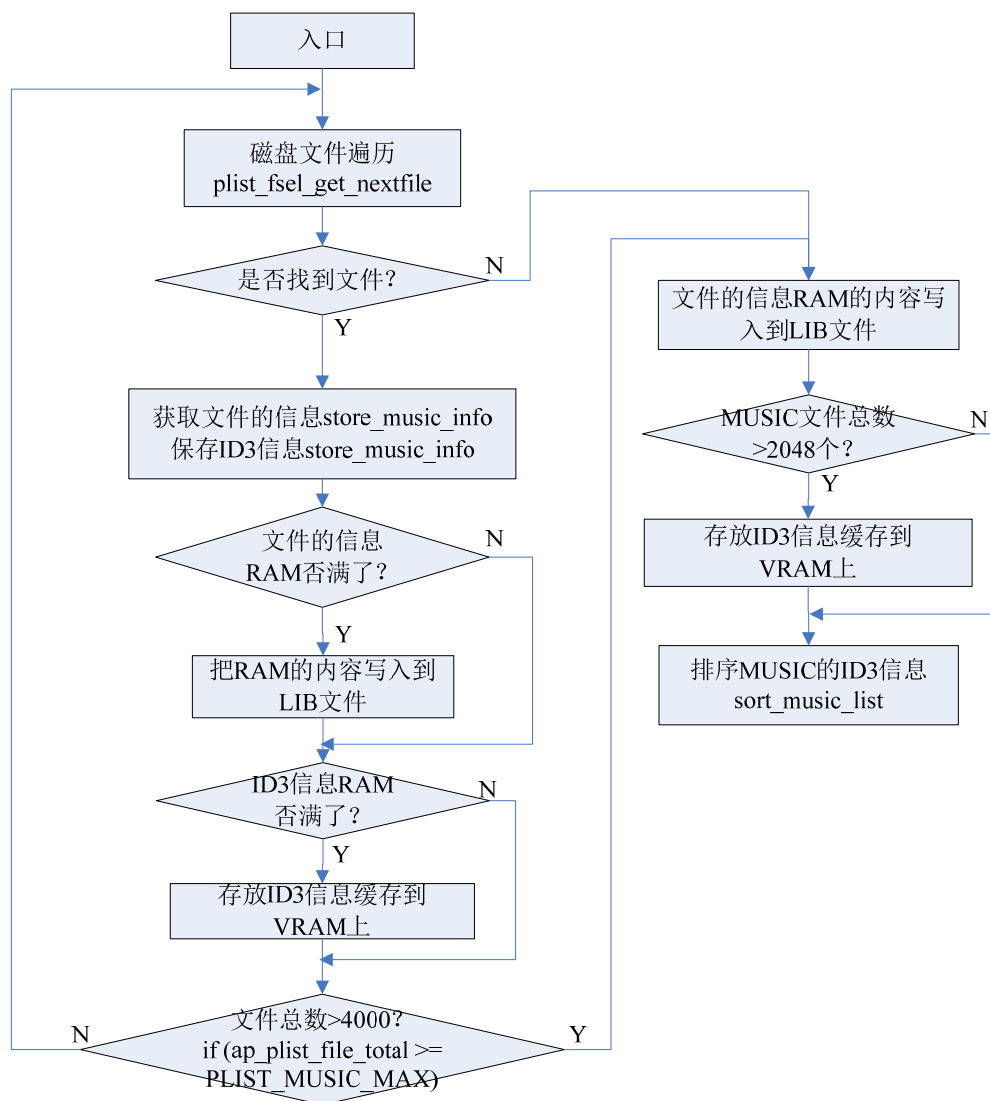 入口
磁盘文件遍历
plist_fsel_get_nextfile
是否找到文件？
N
Y
获取文件的信息store_music_info
保存ID3信息store_music_info
文件的信息
RAM否满了？
N
Y
把RAM的内容写入到
LIB文件
ID3信息RAM
否满了？
N
Y
存放ID3信息缓存到
VRAM上
文件总数>4000？
if (ap_plist_file_total >=
PLIST_MUSIC_MAX)
N
Y
文件的信息RAM的内容写
入到LIB文件
MUSIC文件总数
>2048个？
N
Y
存放ID3信息缓存到
VRAM上
排序MUSIC的ID3信息
sort_music_list